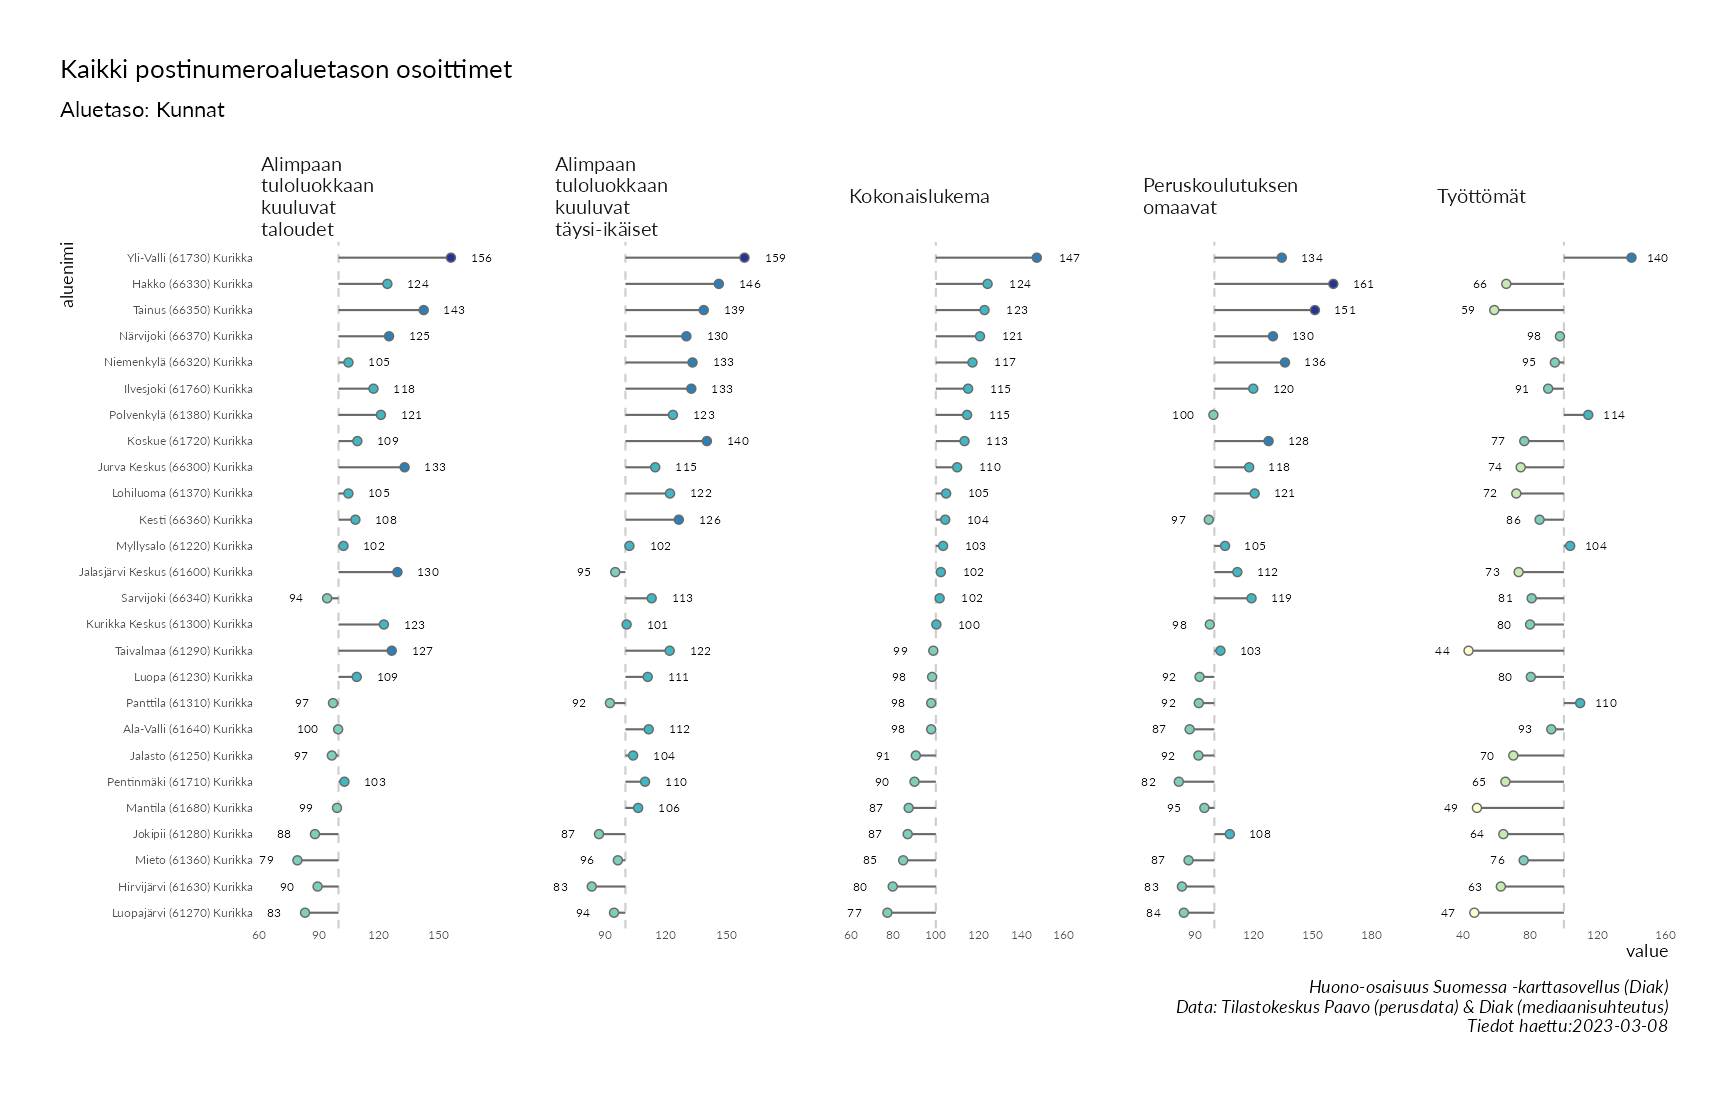 Kaikki postinumeroaluetason osoittimet
Aluetaso: Kunnat
Alimpaan
tuloluokkaan
kuuluvat
taloudet
Alimpaan
tuloluokkaan
kuuluvat
täysi-ikäiset
Kokonaislukema
Peruskoulutuksen
omaavat
Työttömät
aluenimi
Yli-Valli (61730) Kurikka 156 159 147 134 140
Hakko (66330) Kurikka 124 146 124 161 66
Tainus (66350) Kurikka 143 139 123 151 59
Närvijoki (66370) Kurikka 125 130 121 130 98
Niemenkylä (66320) Kurikka 105 133 117 136 95
Ilvesjoki (61760) Kurikka 118 133 115 120 91
Polvenkylä (61380) Kurikka 121 123 115 100 114
Koskue (61720) Kurikka 109 140 113 128 77
Jurva Keskus (66300) Kurikka 133 115 110 118 74
Lohiluoma (61370) Kurikka 105 122 105 121 72
Kesti (66360) Kurikka 108 126 104 97 86
Myllysalo (61220) Kurikka 102 102 103 105 104
Jalasjärvi Keskus (61600) Kurikka 130 95 102 112 73
Sarvijoki (66340) Kurikka 94 113 102 119 81
Kurikka Keskus (61300) Kurikka 123 101 100 98 80
Taivalmaa (61290) Kurikka 127 122 99 103 44
Luopa (61230) Kurikka 109 111 98 92 80
Panttila (61310) Kurikka 97 92 98 92 110
Ala-Valli (61640) Kurikka 100 112 98 87 93
Jalasto (61250) Kurikka 97 104 91 92 70
Pentinmäki (61710) Kurikka 103 110 90 82 65
Mantila (61680) Kurikka 99 106 87 95 49
Jokipii (61280) Kurikka 88 87 87 108 64
Mieto (61360) Kurikka 79 96 85 87 76
Hirvijärvi (61630) Kurikka 90 83 80 83 63
Luopajärvi (61270) Kurikka 83 94 77 84 47
60 90 120 150 90 120 150 60 80 100 120 140 160 90 120 150 180 40 80 120 160
value
Huono-osaisuus Suomessa -karttasovellus (Diak)
Data: Tilastokeskus Paavo (perusdata) & Diak (mediaanisuhteutus)
Tiedot haettu:2023-03-08